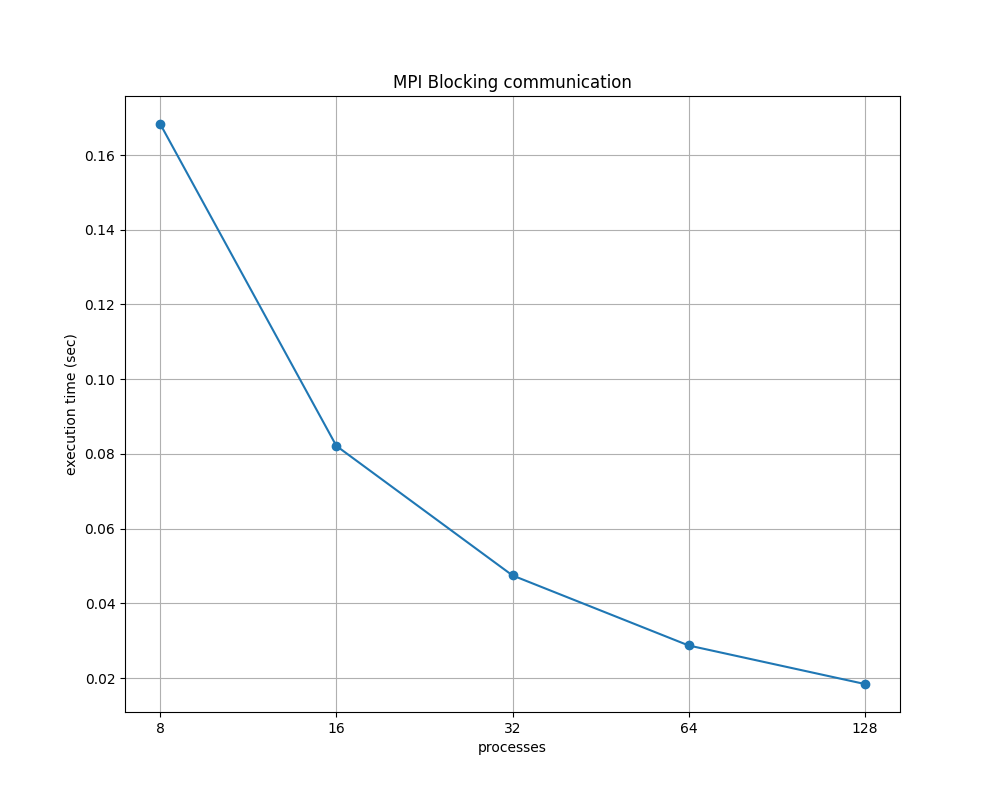 MPI Blocking communication
execution time (sec)
0.16
0.14
0.12
0.10
0.08
0.06
0.04
0.02
8 16 32 64 128
processes